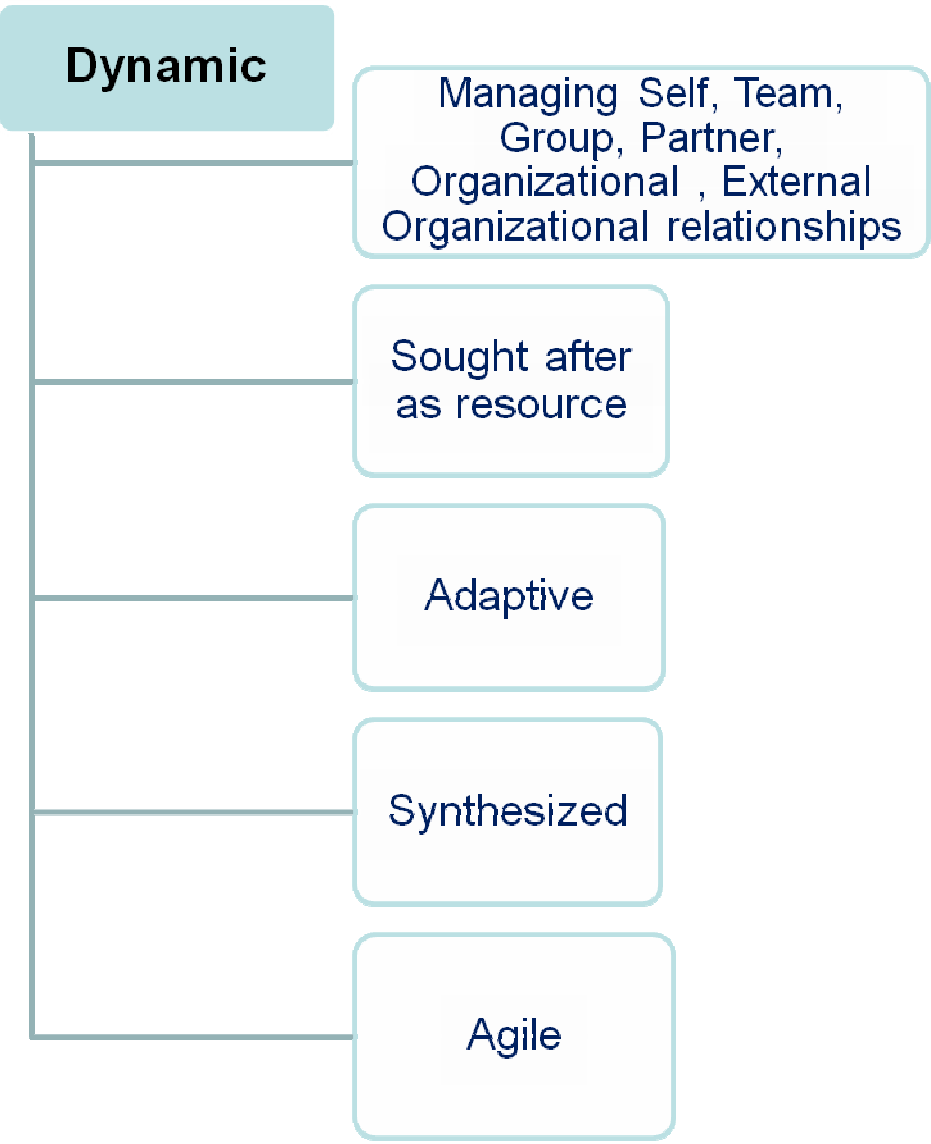 Dynamic
Managing Self, Team,
Group, Partner,
Organizational , External
Organizational relationships
Sought after
as resource
Adaptive
Synthesized
Agile